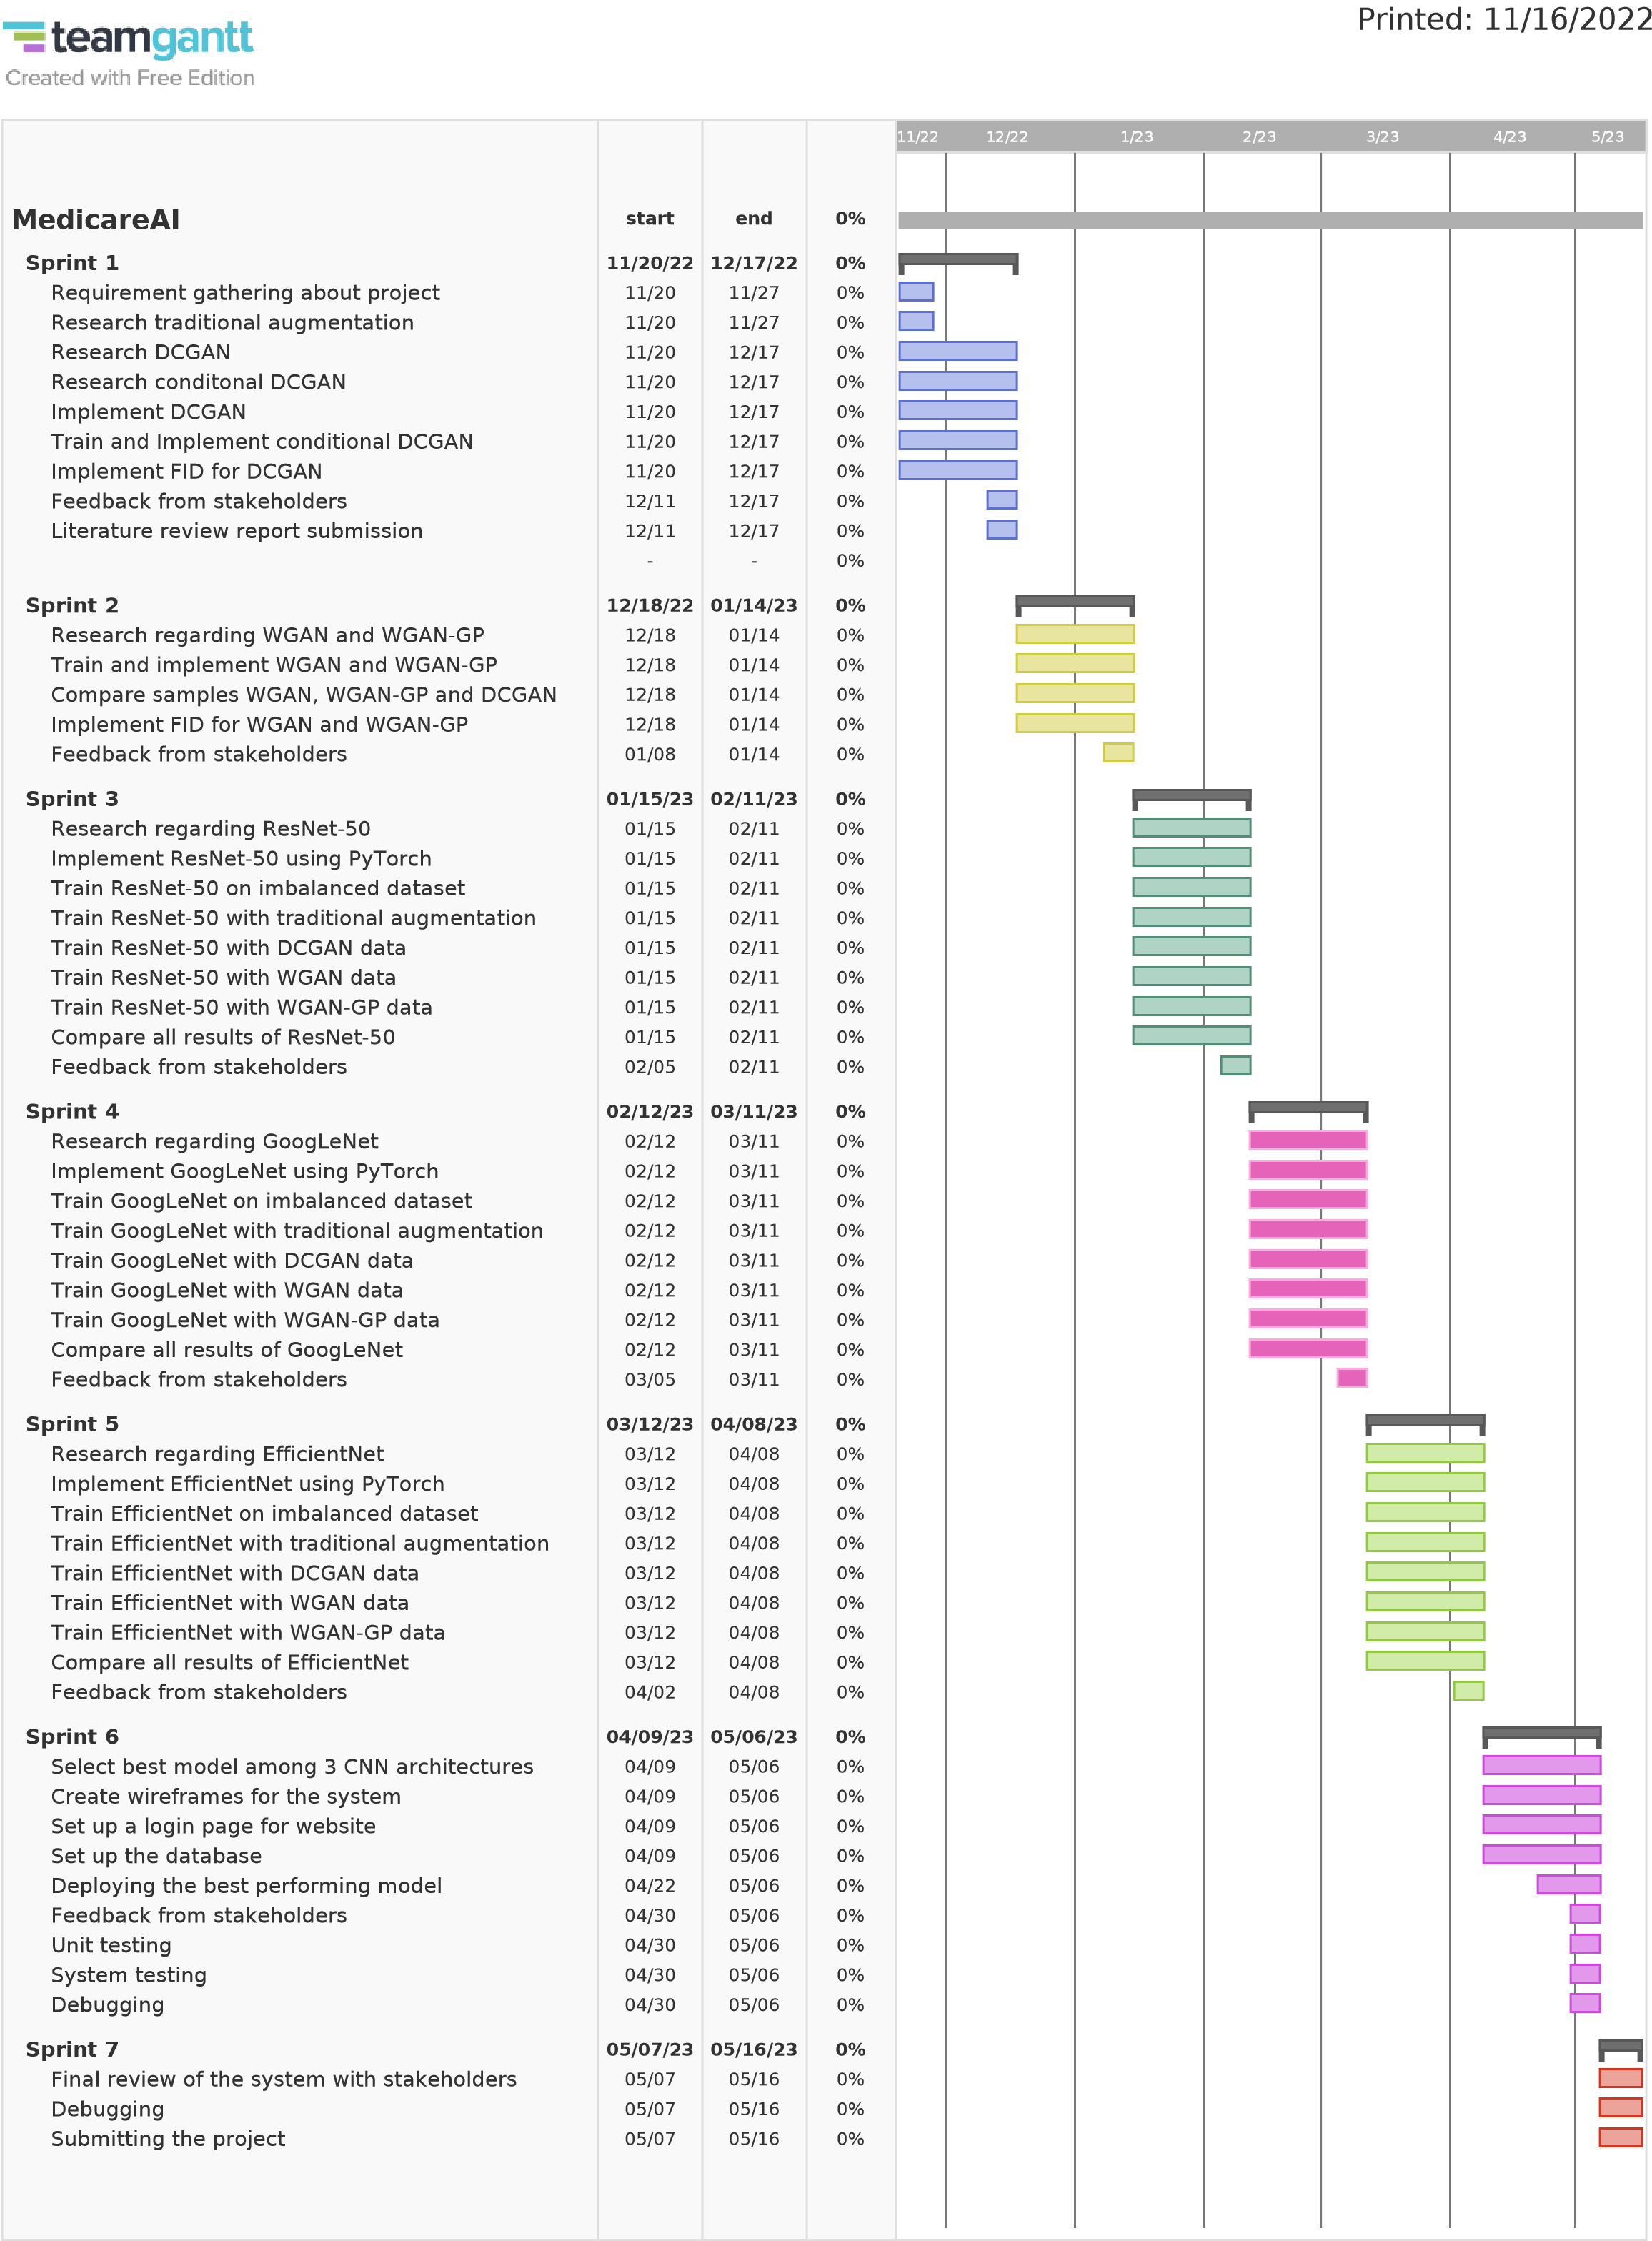 Printed: 11/16/2022
teamgantt
Created with Free Edition
11/22 12/22 1/23 2/23 3/23 4/23 5/23
MedicareAI start end 0%
Sprint 1 11/20/22 12/17/22 0%
Requirement gathering about project 11/20 11/27 0%
Research traditional augmentation 11/20 11/27 0%
Research DCGAN 11/20 12/17 0%
Research conditonal DCGAN 11/20 12/17 0%
Implement DCGAN 11/20 12/17 0%
Train and Implement conditional DCGAN 11/20 12/17 0%
Implement FID for DCGAN 11/20 12/17 0%
Feedback from stakeholders 12/11 12/17 0%
Literature review report submission 12/11 12/17 0%
- - 0%
Sprint 2 12/18/22 01/14/23 0%
Research regarding WGAN and WGAN-GP 12/18 01/14 0%
Train and implement WGAN and WGAN-GP 12/18 01/14 0%
Compare samples WGAN, WGAN-GP and DCGAN 12/18 01/14 0%
Implement FID for WGAN and WGAN-GP 12/18 01/14 0%
Feedback from stakeholders 01/08 01/14 0%
Sprint 3 01/15/23 02/11/23 0%
Research regarding ResNet-50 01/15 02/11 0%
Implement ResNet-50 using PyTorch 01/15 02/11 0%
Train ResNet-50 on imbalanced dataset 01/15 02/11 0%
Train ResNet-50 with traditional augmentation 01/15 02/11 0%
Train ResNet-50 with DCGAN data 01/15 02/11 0%
Train ResNet-50 with WGAN data 01/15 02/11 0%
Train ResNet-50 with WGAN-GP data 01/15 02/11 0%
Compare all results of ResNet-50 01/15 02/11 0%
Feedback from stakeholders 02/05 02/11 0%
Sprint 4 02/12/23 03/11/23 0%
Research regarding GoogLeNet 02/12 03/11 0%
Implement GoogLeNet using PyTorch 02/12 03/11 0%
Train GoogLeNet on imbalanced dataset 02/12 03/11 0%
Train GoogLeNet with traditional augmentation 02/12 03/11 0%
Train GoogLeNet with DCGAN data 02/12 03/11 0%
Train GoogLeNet with WGAN data 02/12 03/11 0%
Train GoogLeNet with WGAN-GP data 02/12 03/11 0%
Compare all results of GoogLeNet 02/12 03/11 0%
Feedback from stakeholders 03/05 03/11 0%
Sprint 5 03/12/23 04/08/23 0%
Research regarding EfficientNet 03/12 04/08 0%
Implement EfficientNet using PyTorch 03/12 04/08 0%
Train EfficientNet on imbalanced dataset 03/12 04/08 0%
Train EfficientNet with traditional augmentation 03/12 04/08 0%
Train EfficientNet with DCGAN data 03/12 04/08 0%
Train EfficientNet with WGAN data 03/12 04/08 0%
Train EfficientNet with WGAN-GP data 03/12 04/08 0%
Compare all results of EfficientNet 03/12 04/08 0%
Feedback from stakeholders 04/02 04/08 0%
Sprint 6 04/09/23 05/06/23 0%
Select best model among 3 CNN architectures 04/09 05/06 0%
Create wireframes for the system 04/09 05/06 0%
Set up a login page for website 04/09 05/06 0%
Set up the database 04/09 05/06 0%
Deploying the best performing model 04/22 05/06 0%
Feedback from stakeholders 04/30 05/06 0%
Unit testing 04/30 05/06 0%
System testing 04/30 05/06 0%
Debugging 04/30 05/06 0%
Sprint 7 05/07/23 05/16/23 0%
Final review of the system with stakeholders 05/07 05/16 0%
Debugging 05/07 05/16 0%
Submitting the project 05/07 05/16 0%